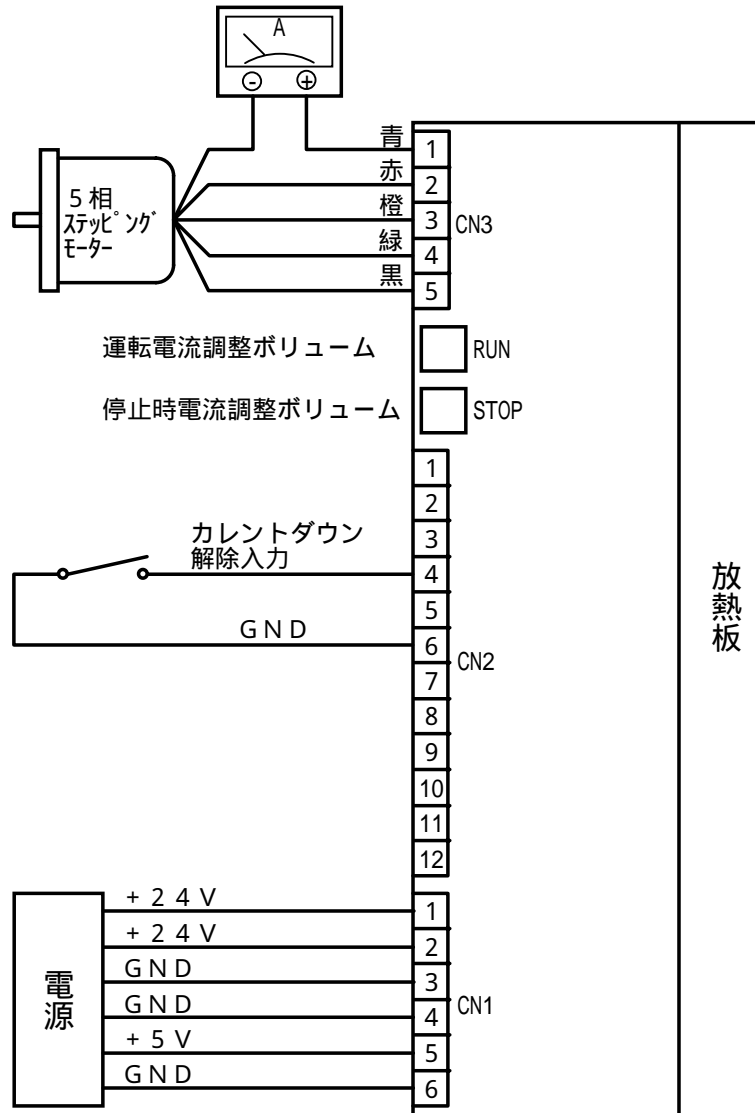 A
- +
青 1
赤 2
橙 3
緑 4
黒 5
CN3
5相
ステッピング
モーター
運転電流調整ボリューム RUN
停止時電流調整ボリューム STOP
1
2
3
カレントダウン
解除入力
4
5
GND 6
CN2
7
8
9
10
11
12
放熱板
電源
+24V 1
+24V 2
GND 3
GND 4
CN1
+5V 5
GND 6